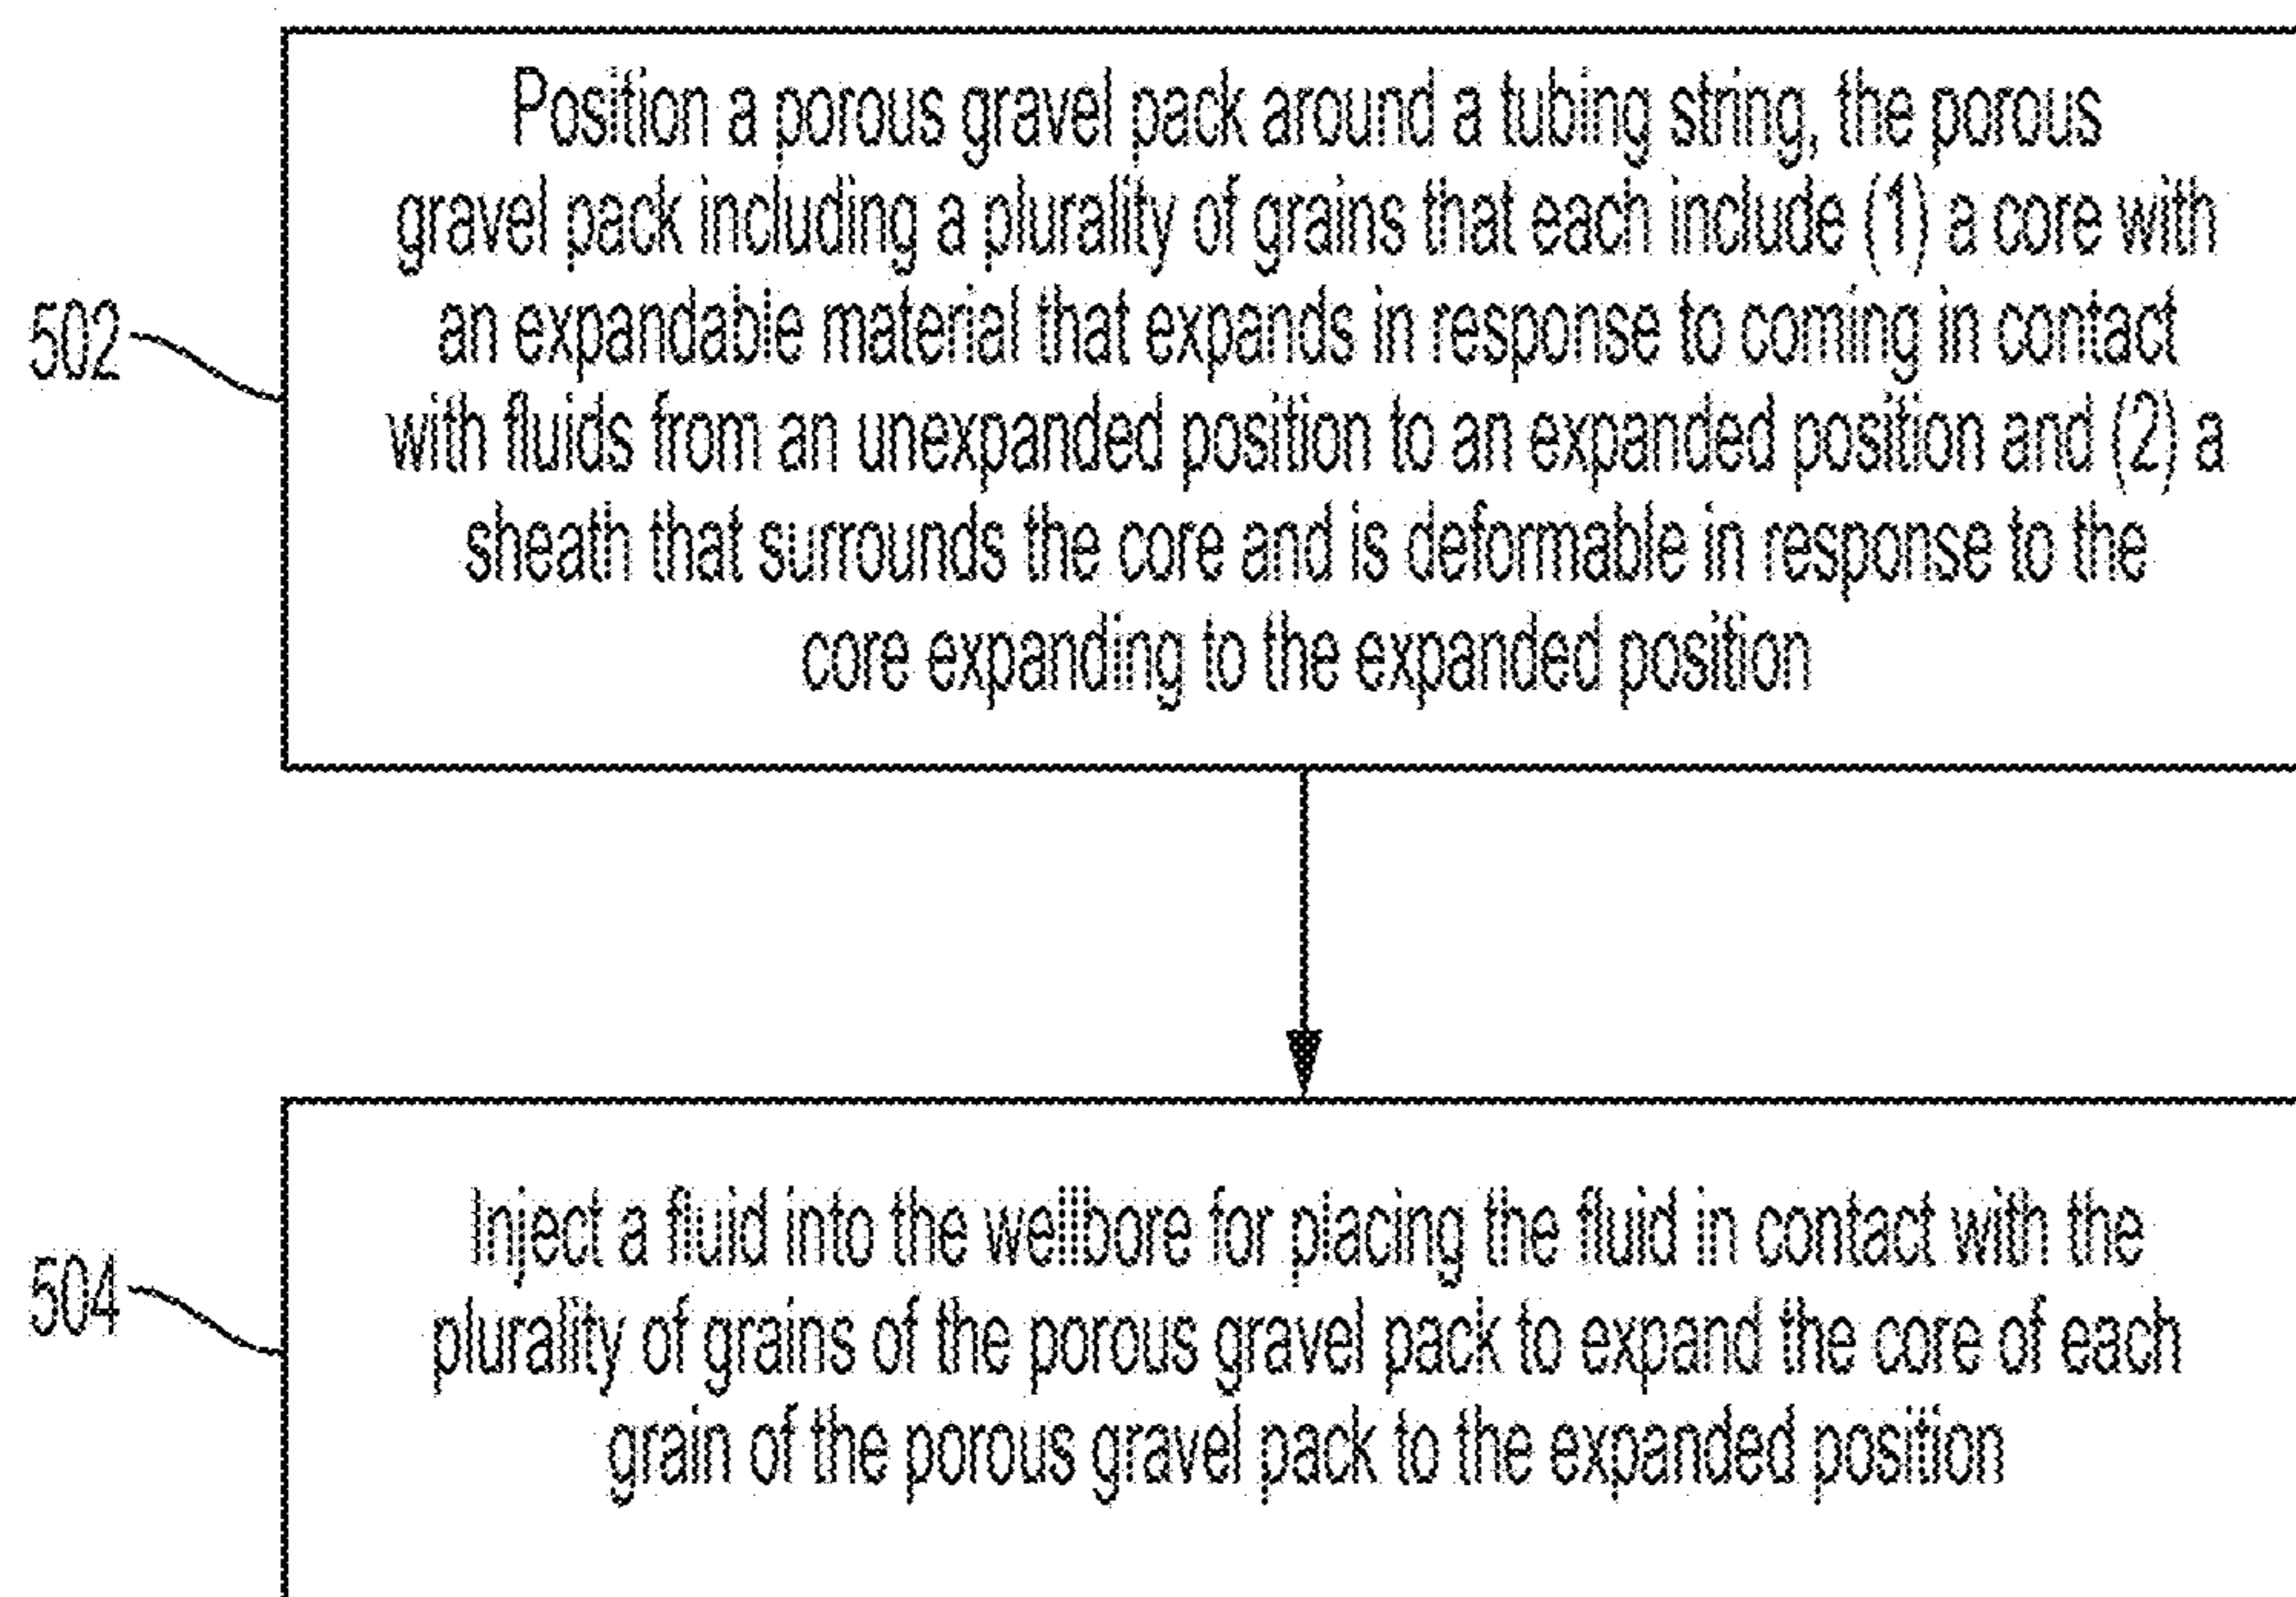 Position a porous gravel pack around a tubing string, the porous
gravel pack including a plurality of grains that each include (1) a core with
an expandable material that expands in response to coming in contact
with fluids from an unexpanded position to an expanded position and (2) a
sheath that surrounds the core and is deformable in response to the
core expanding to the expanded position
502
Inject a fluid into the wellbore for placing the fluid in contact with the
plurality of grains of the porous gravel pack to expand the core of each
grain of the porous gravel pack to the expanded position
504